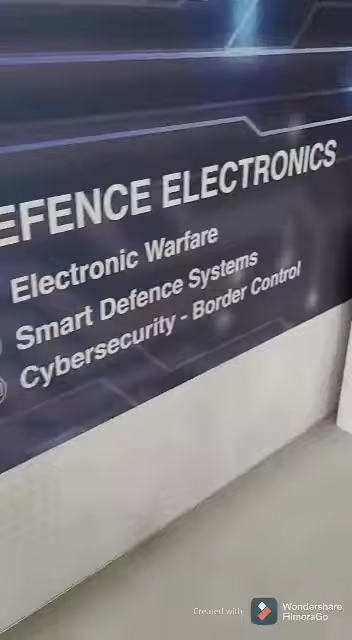 EFENCE ELECTRONICS
Electronic Warfare
Smart Defence Systems
Cybersecurity - Border Control
Created with
Wondershare
FilmoraGo